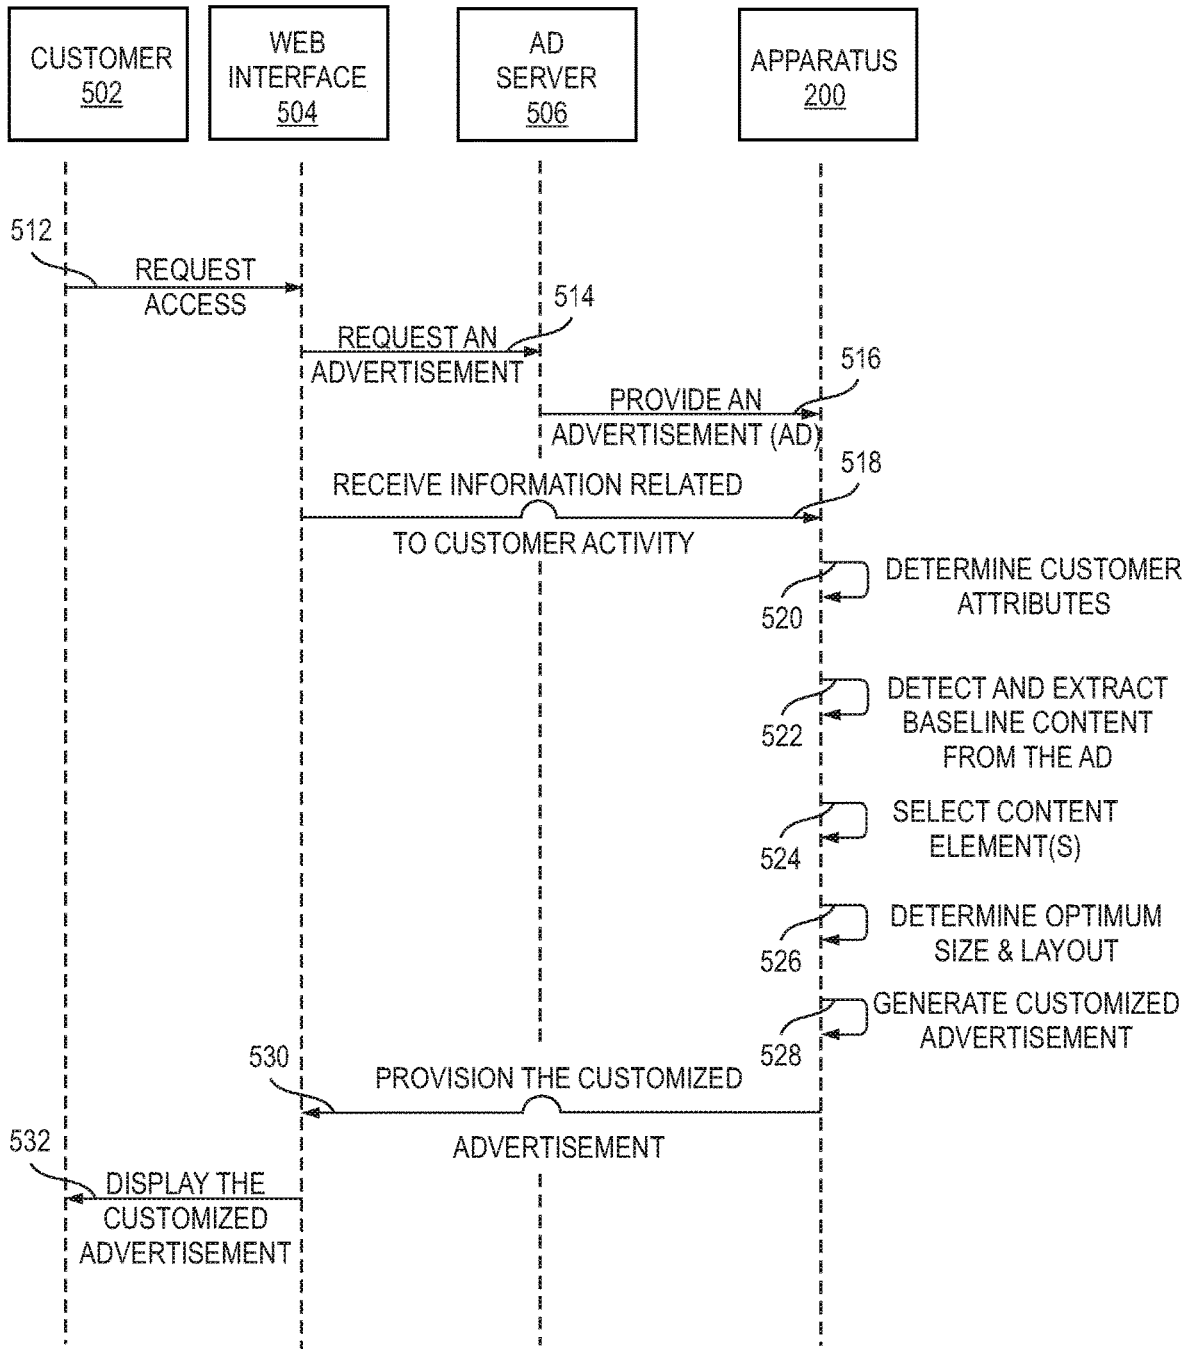 CUSTOMER
502
WEB
INTERFACE
504
AD
SERVER
506
APPARATUS
200
512
REQUEST
ACCESS
514
REQUEST AN
ADVERTISEMENT
516
PROVIDE AN
ADVERTISEMENT (AD)
518
RECEIVE INFORMATION RELATED
TO CUSTOMER ACTIVITY
520
DETERMINE CUSTOMER
ATTRIBUTES
522
DETECT AND EXTRACT
BASELINE CONTENT
FROM THE AD
524
SELECT CONTENT
ELEMENT(S)
526
DETERMINE OPTIMUM
SIZE & LAYOUT
528
GENERATE CUSTOMIZED
ADVERTISEMENT
530
PROVISION THE CUSTOMIZED
ADVERTISEMENT
532
DISPLAY THE
CUSTOMIZED
ADVERTISEMENT